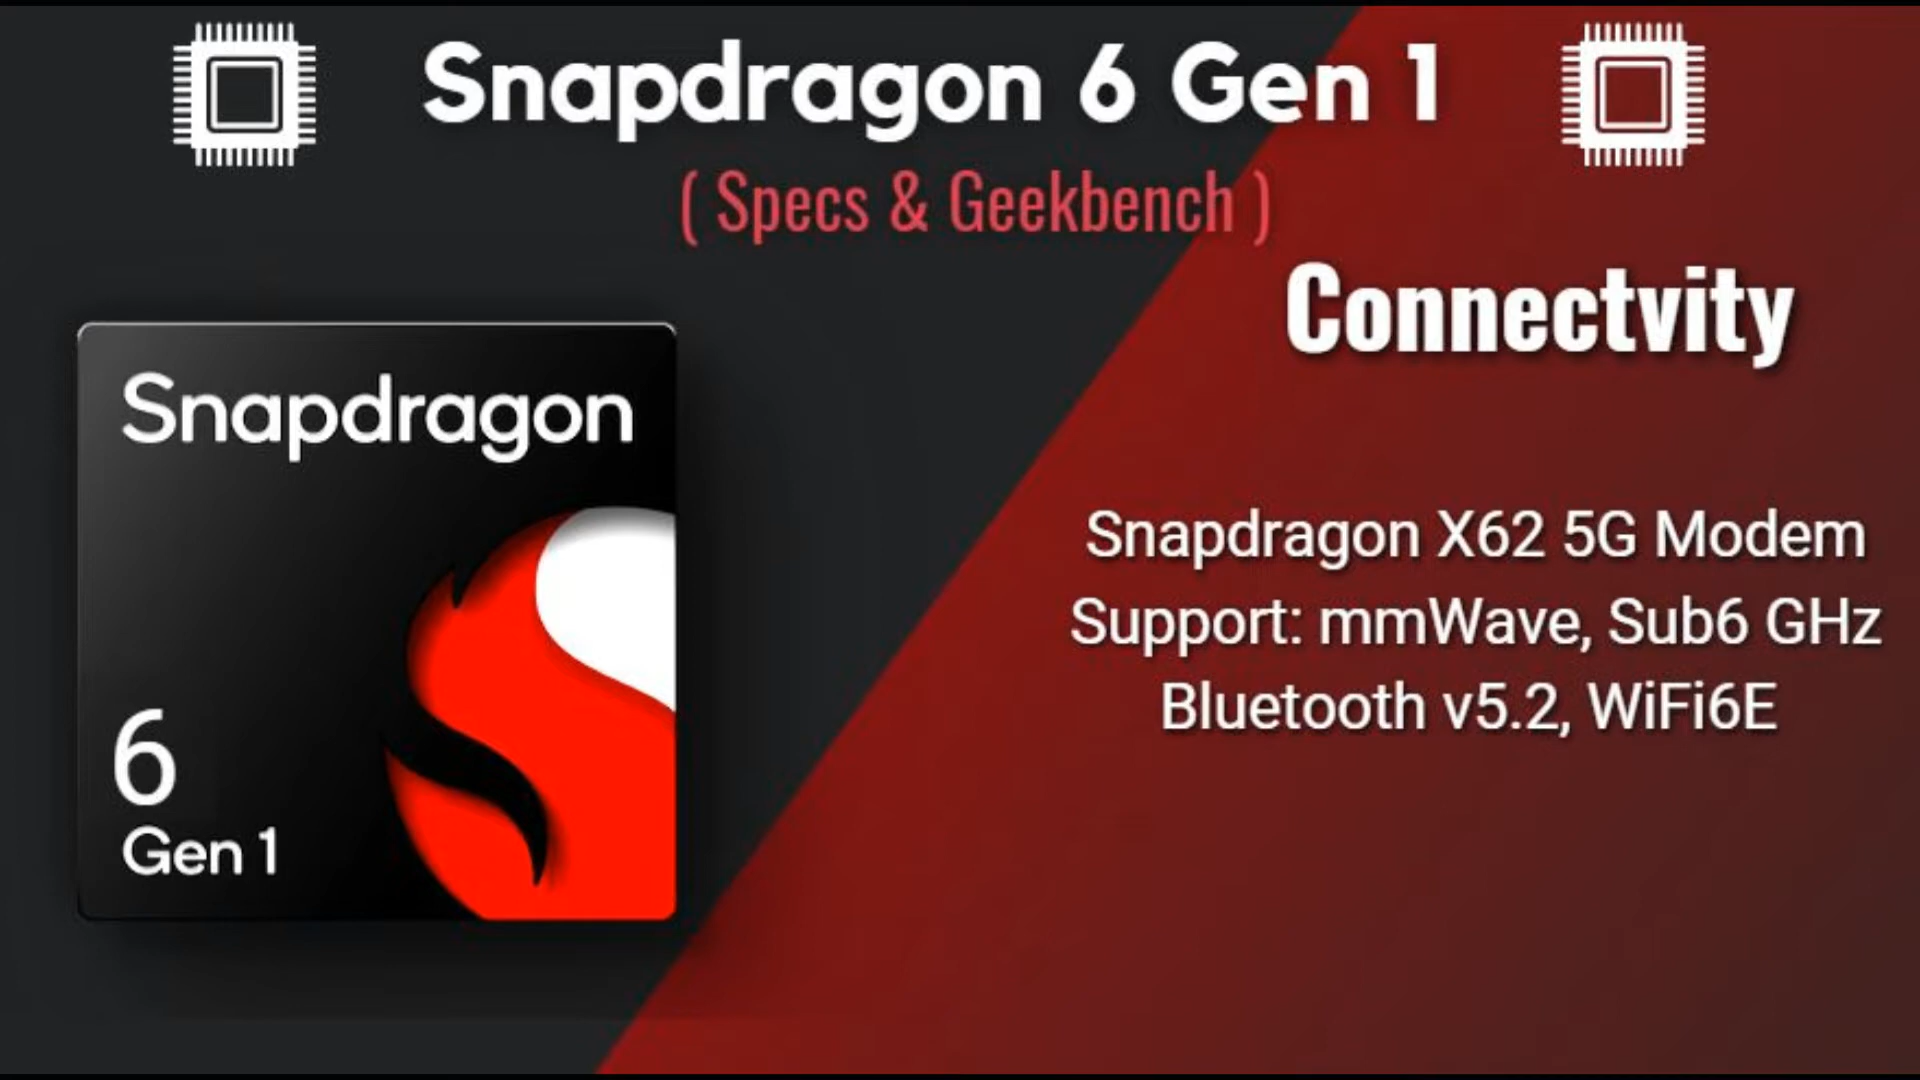 Snapdragon 6 Gen 1
( Specs & Geekbench )
Connectvity
Snapdragon
6
Gen 1
Snapdragon X62 5G Modem
Support: mmWave, Sub6 GHz
Bluetooth v5.2, WiFi6E